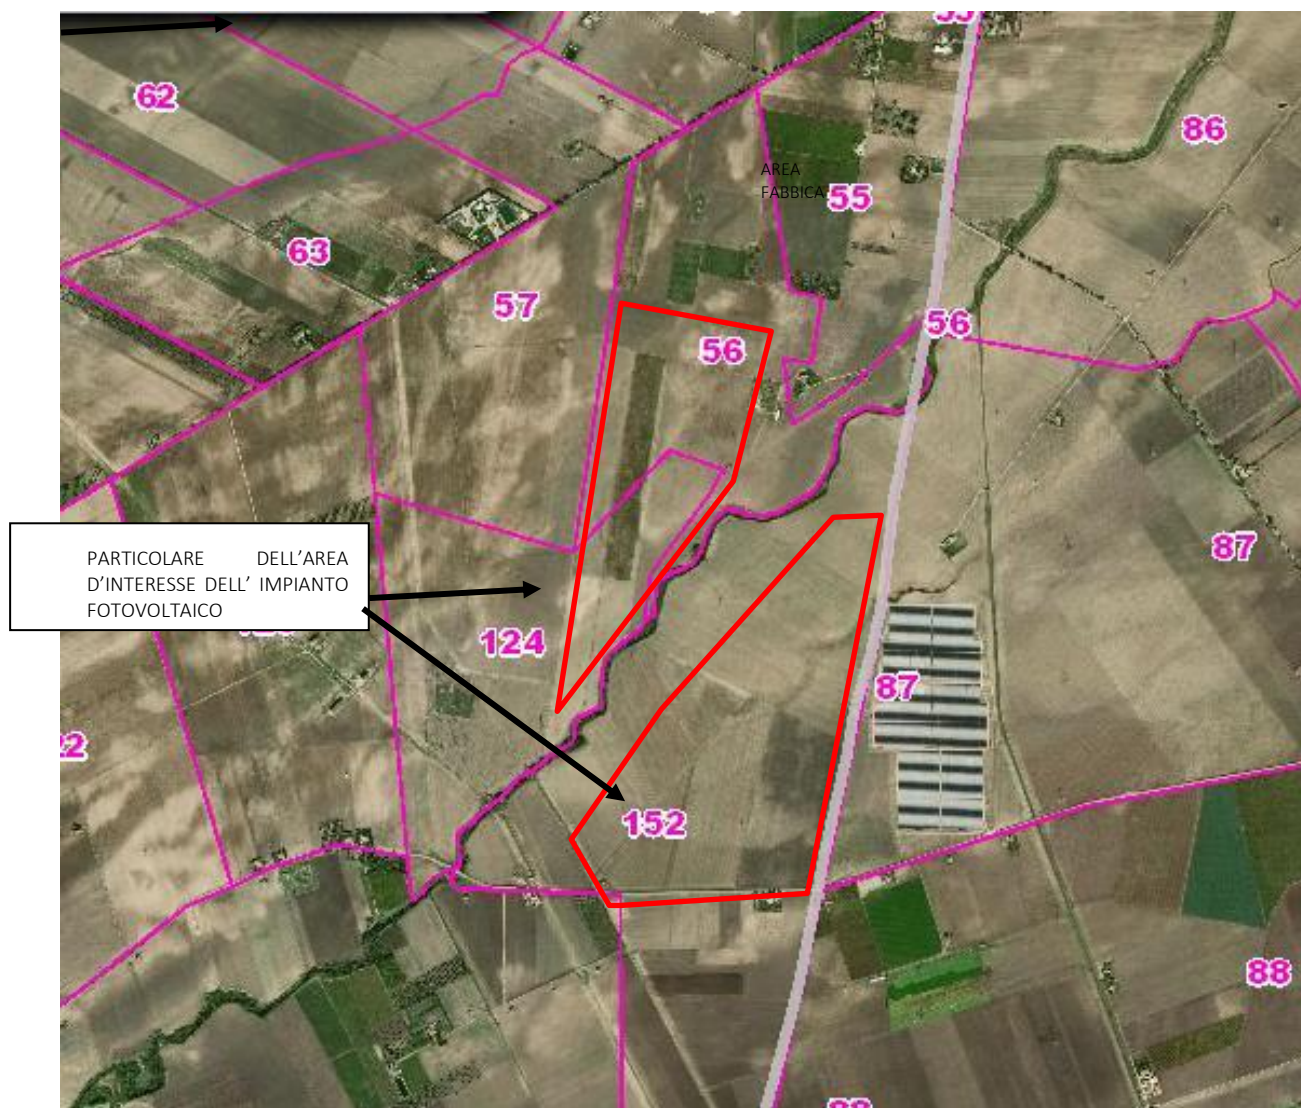 62
86
AREA
FABBICA
55
63
57
56
56
87
PARTICOLARE DELL'AREA
D'INTERESSE DELL' IMPIANTO
FOTOVOLTAICO
124
87
152
88